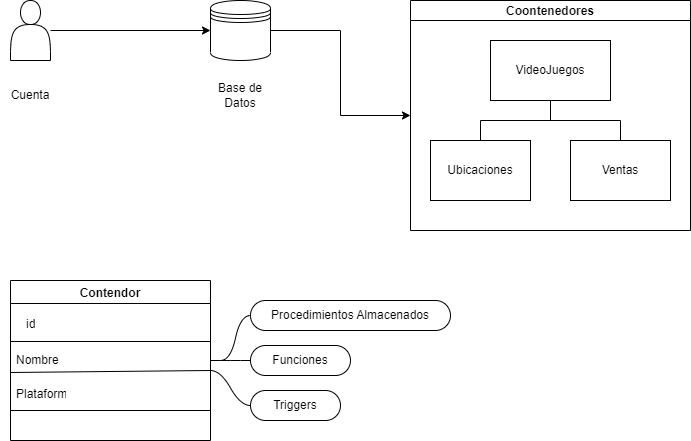 Cuenta
Base de
Datos
Coontenedores
VideoJuegos
Ubicaciones
Ventas
Contendor
id
Nombre
Plataform
Procedimientos Almacenados
Funciones
Triggers